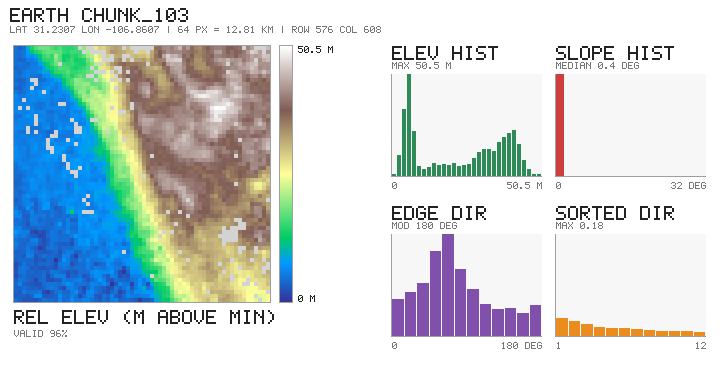 EARTH CHUNK_103
LAT 31.2307 LON -106.8607 | 64 PX = 12.81 KM | ROW 576 COL 608
50.5 M
0 M
REL ELEV (M ABOVE MIN)
VALID 96%
ELEV HIST
MAX 50.5 M
0 50.5 M
SLOPE HIST
MEDIAN 0.4 DEG
0 32 DEG
EDGE DIR
MOD 180 DEG
0 180 DEG
SORTED DIR
MAX 0.18
1 12